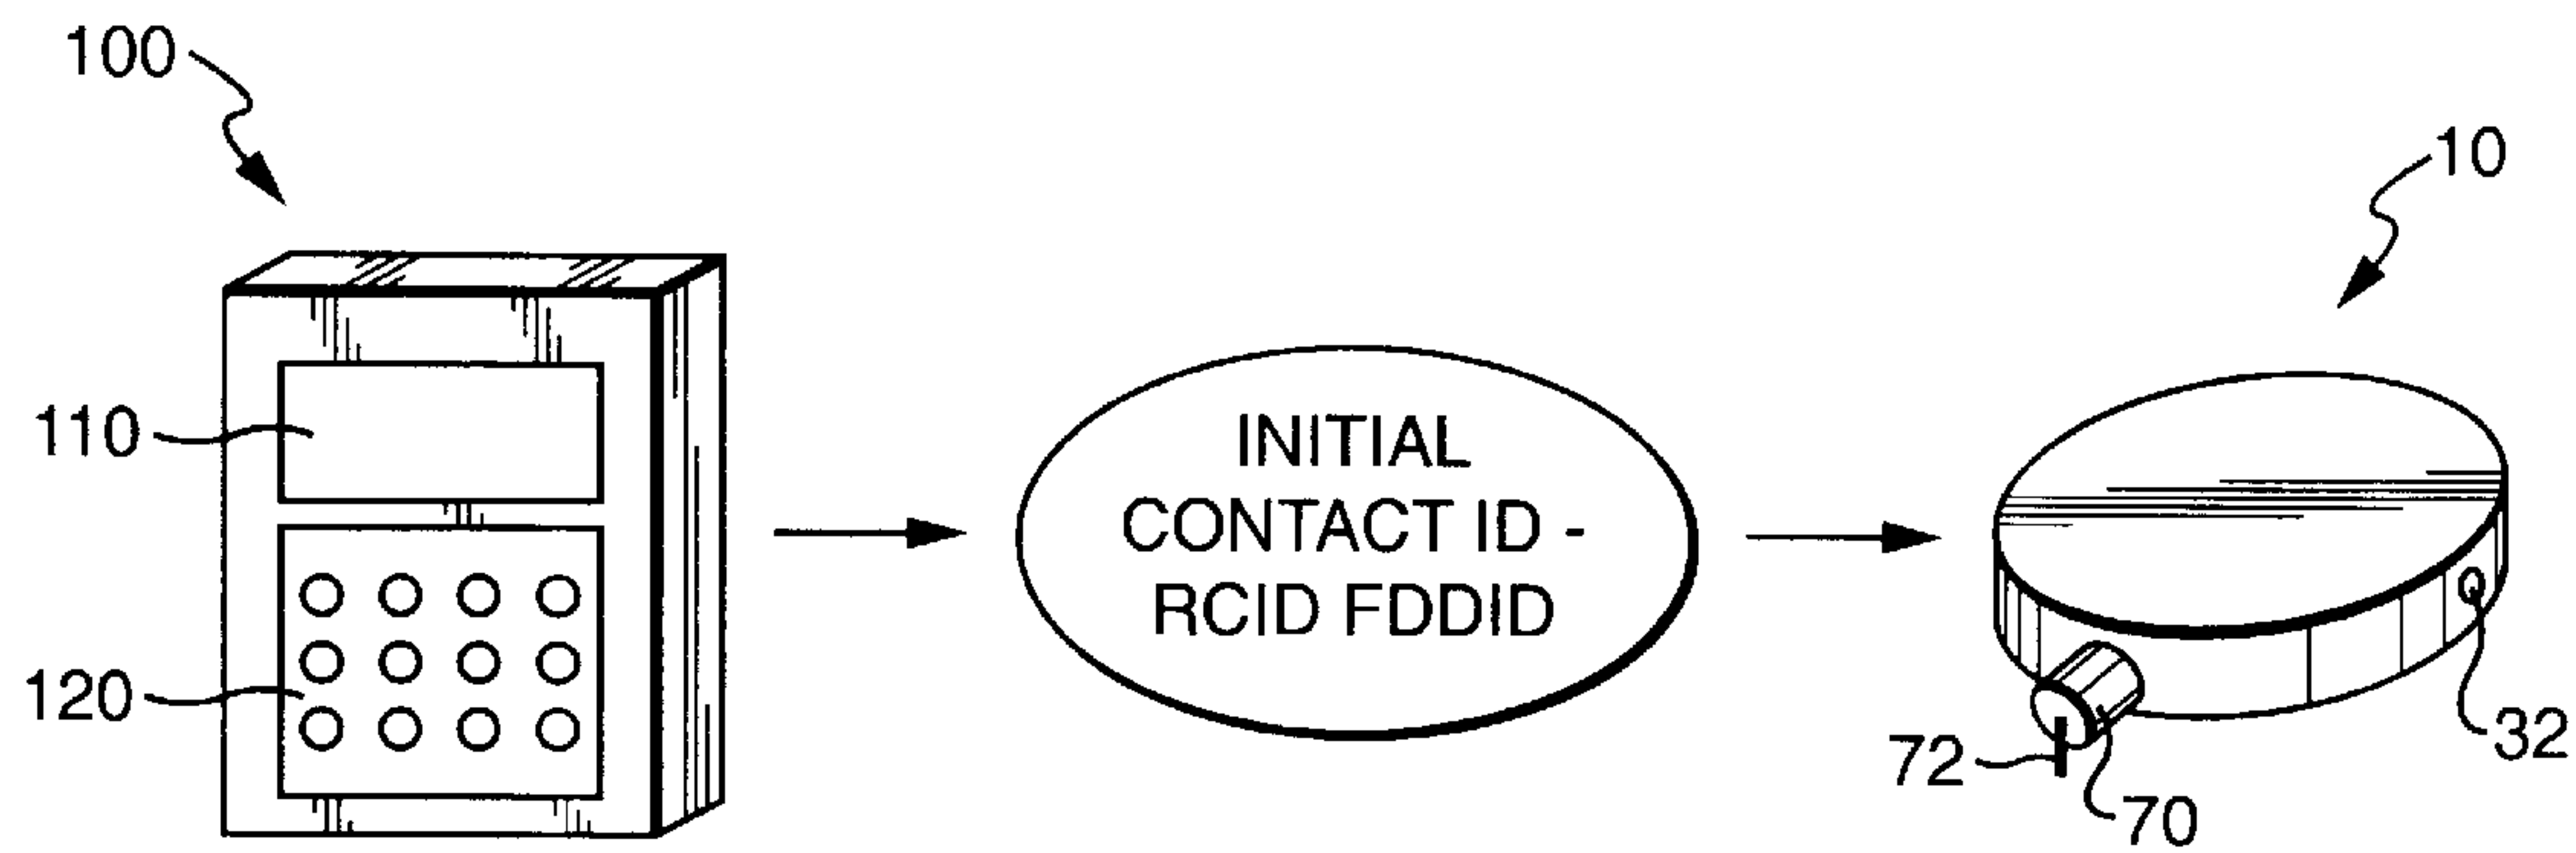 100
10
110
INITIAL
CONTACT ID -
RCID FDDID
120
32
72
70